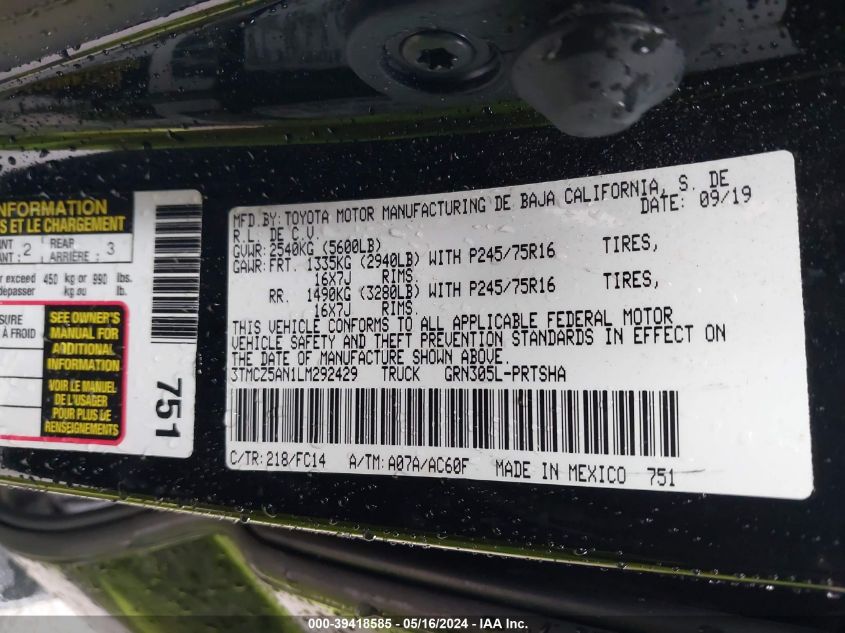 NFORMATION
S ET LE CHARGEMENT
NT 2 REAR 3
ANT: ARRIÈRE :
r exceed 450 kg or 990 lbs.
dépasser kg ou lb.
SURE
À FROID
SEE OWNER'S
MANUAL FOR
ADDITIONAL
INFORMATION
VOIR LE MANUEL
DE L'USAGER
POUR PLUS DE
RENSEIGNEMENTS
751
MFD.BY: TOYOTA MOTOR MANUFACTURING DE BAJA CALIFORNIA, S. DE
R.L. DE C.V. DATE: 09/19
GVWR: 2540KG (5600LB)
GAWR: FRT. 1335KG (2940LB) WITH P245/75R16 TIRES,
16X7J RIMS.
RR. 1490KG (3280LB) WITH P245/75R16 TIRES,
16X7J RIMS.
THIS VEHICLE CONFORMS TO ALL APPLICABLE FEDERAL MOTOR
VEHICLE SAFETY AND THEFT PREVENTION STANDARDS IN EFFECT ON
THE DATE OF MANUFACTURE SHOWN ABOVE.
3TMCZ5AN1LM292429 TRUCK GRN305L-PRTSHA
C/TR: 218/FC14 A/TM: A07A/AC60F MADE IN MEXICO 751
000-39418585 - 05/16/2024 - IAA Inc.